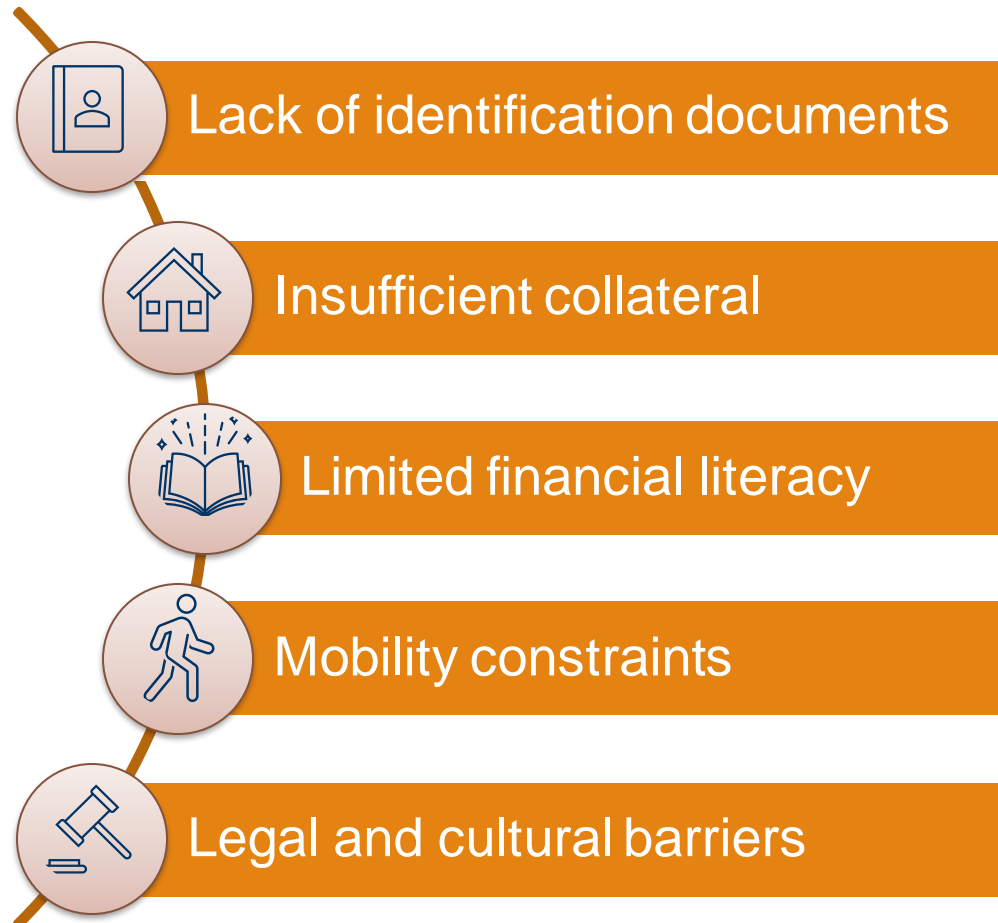 Lack of identification documents
Insufficient collateral
Limited financial literacy
Mobility constraints
Legal and cultural barriers